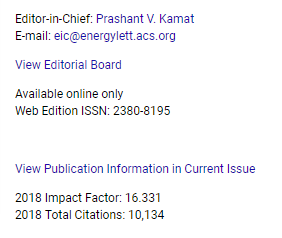 Editor-in-Chief: Prashant V. Kamat
E-mail: eic@energylett.acs.org
View Editorial Board
Available online only
Web Edition ISSN: 2380-8195
View Publication Information in Current Issue
2018 Impact Factor: 16.331
2018 Total Citations: 10,134